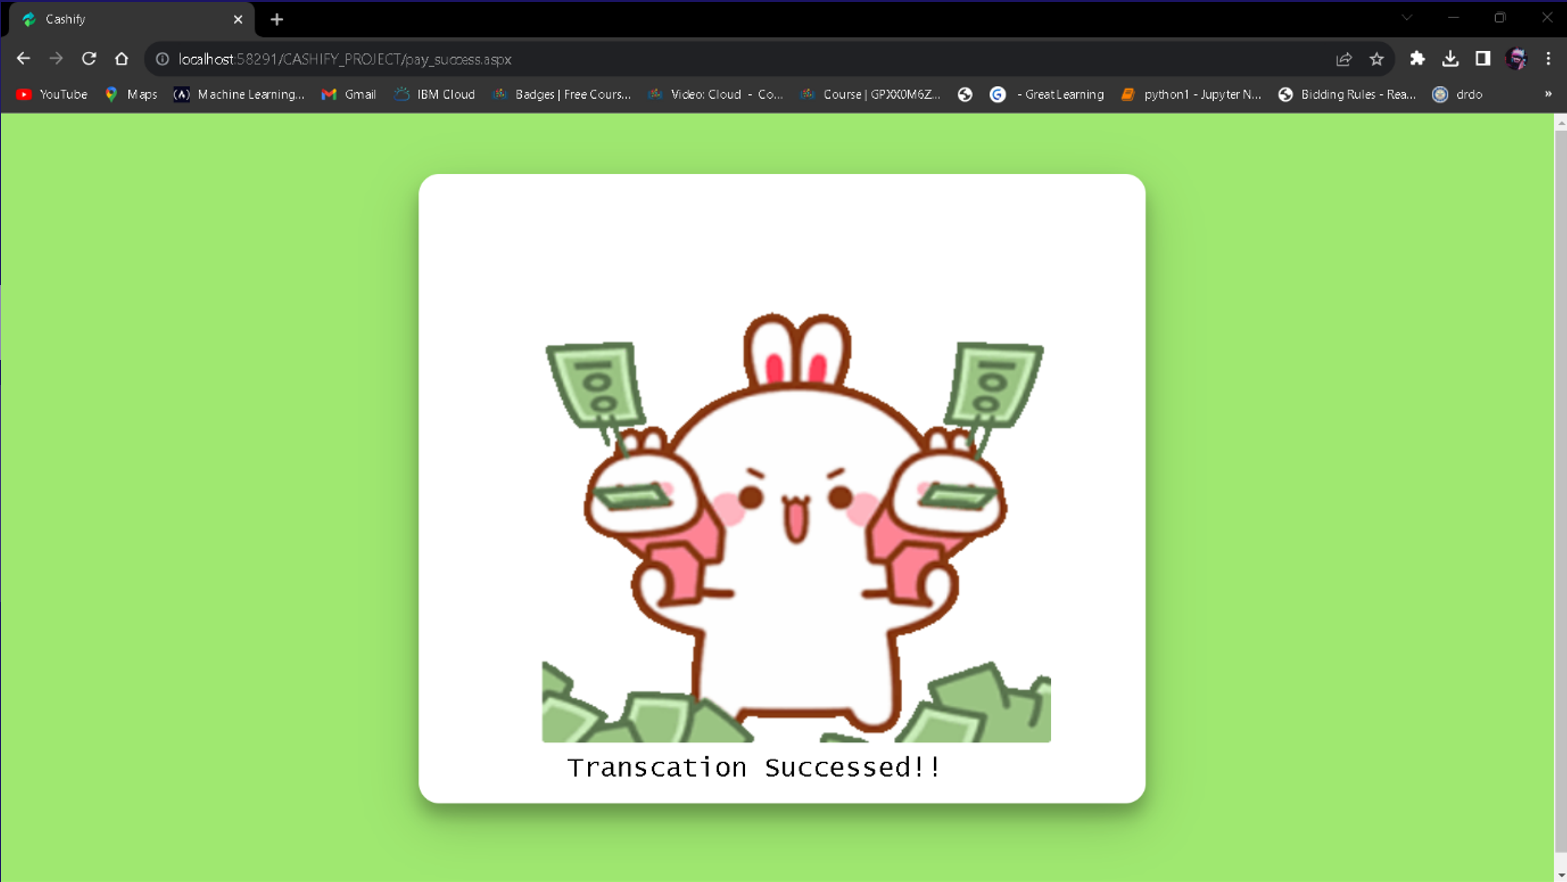 Cashify
localhost:58291/CASHIFY_PROJECT/pay_success.aspx
YouTube Maps Machine Learning... Gmail IBM Cloud Badges | Free Cours... Video: Cloud - Co... Course | GPXX0M6Z... - Great Learning python1 - Jupyter N... Bidding Rules - Rea... drdo »
100 100
Transcation Successed!!